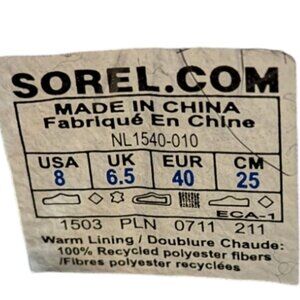 SOREL.COM
MADE IN CHINA
Fabriqué En Chine
NL1540-010
USA UK EUR CM
8 6.5 40 25
ECA-1
1503 PLN 0711 211
Warm Lining / Doublure Chaude:
100% Recycled polyester fibers
/Fibres polyester recyclées